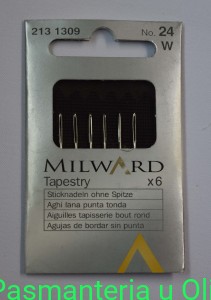 213 1309
No. 24
W
MILWARD
Tapestry x6
Sticknadeln ohne Spitze
Aghi lana punta tonda
Aiguilles tapisserie bout rond
Agujas de bordar sin punta
Pasmanteria u Ol